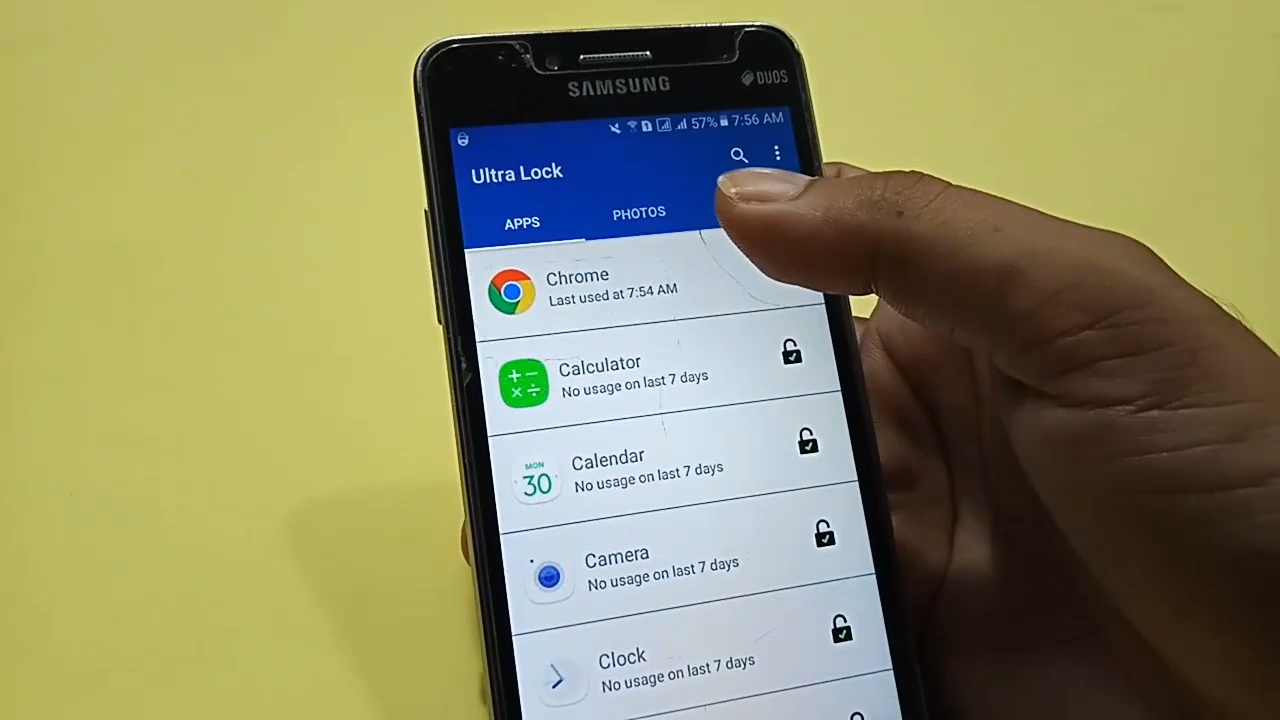 SAMSUNG
DUOS
57% 7:56 AM
Ultra Lock
APPS
PHOTOS
Chrome
Last used at 7:54 AM
Calculator
No usage on last 7 days
MON
30
Calendar
No usage on last 7 days
Camera
No usage on last 7 days
Clock
No usage on last 7 days